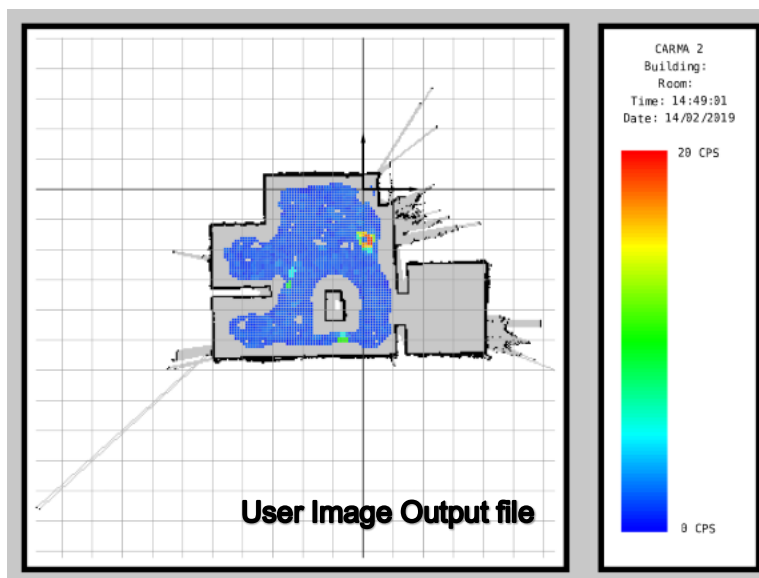 CARMA 2
Building:
Room:
Time: 14:49:01
Date: 14/02/2019
20 CPS
0 CPS
User Image Output file